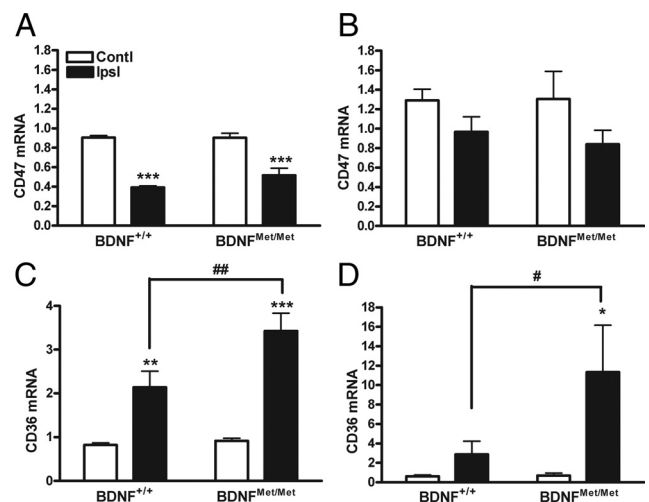 A
Contl
Ipsl
CD47 mRNA
1.8
1.6
1.4
1.2
1.0
0.8
0.6
0.4
0.2
0.0
***
***
BDNF+/+
BDNFMet/Met
B
CD47 mRNA
1.8
1.6
1.4
1.2
1.0
0.8
0.6
0.4
0.2
0.0
BDNF+/+
BDNFMet/Met
C
##
CD36 mRNA
4
3
2
1
0
**
***
BDNF+/+
BDNFMet/Met
D
#
CD36 mRNA
18
16
14
12
10
8
6
4
2
0
*
BDNF+/+
BDNFMet/Met